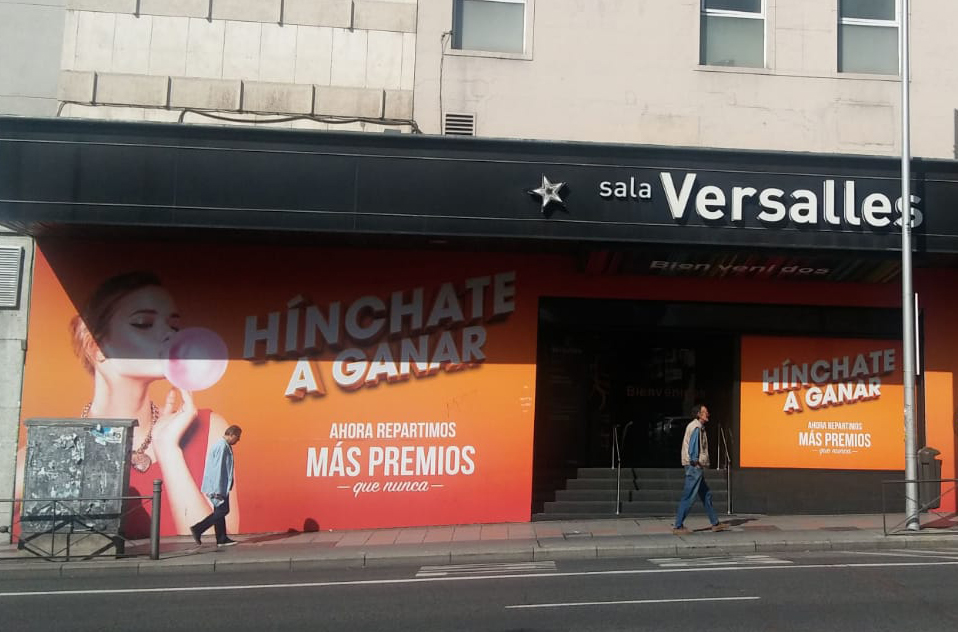 sala Versalles
Bienvenidos
HÍNCHATE
A GANAR
AHORA REPARTIMOS
MÁS PREMIOS
que nunca
Bienvenidos
HÍNCHATE
A GANAR
AHORA REPARTIMOS
MÁS PREMIOS
que nunca